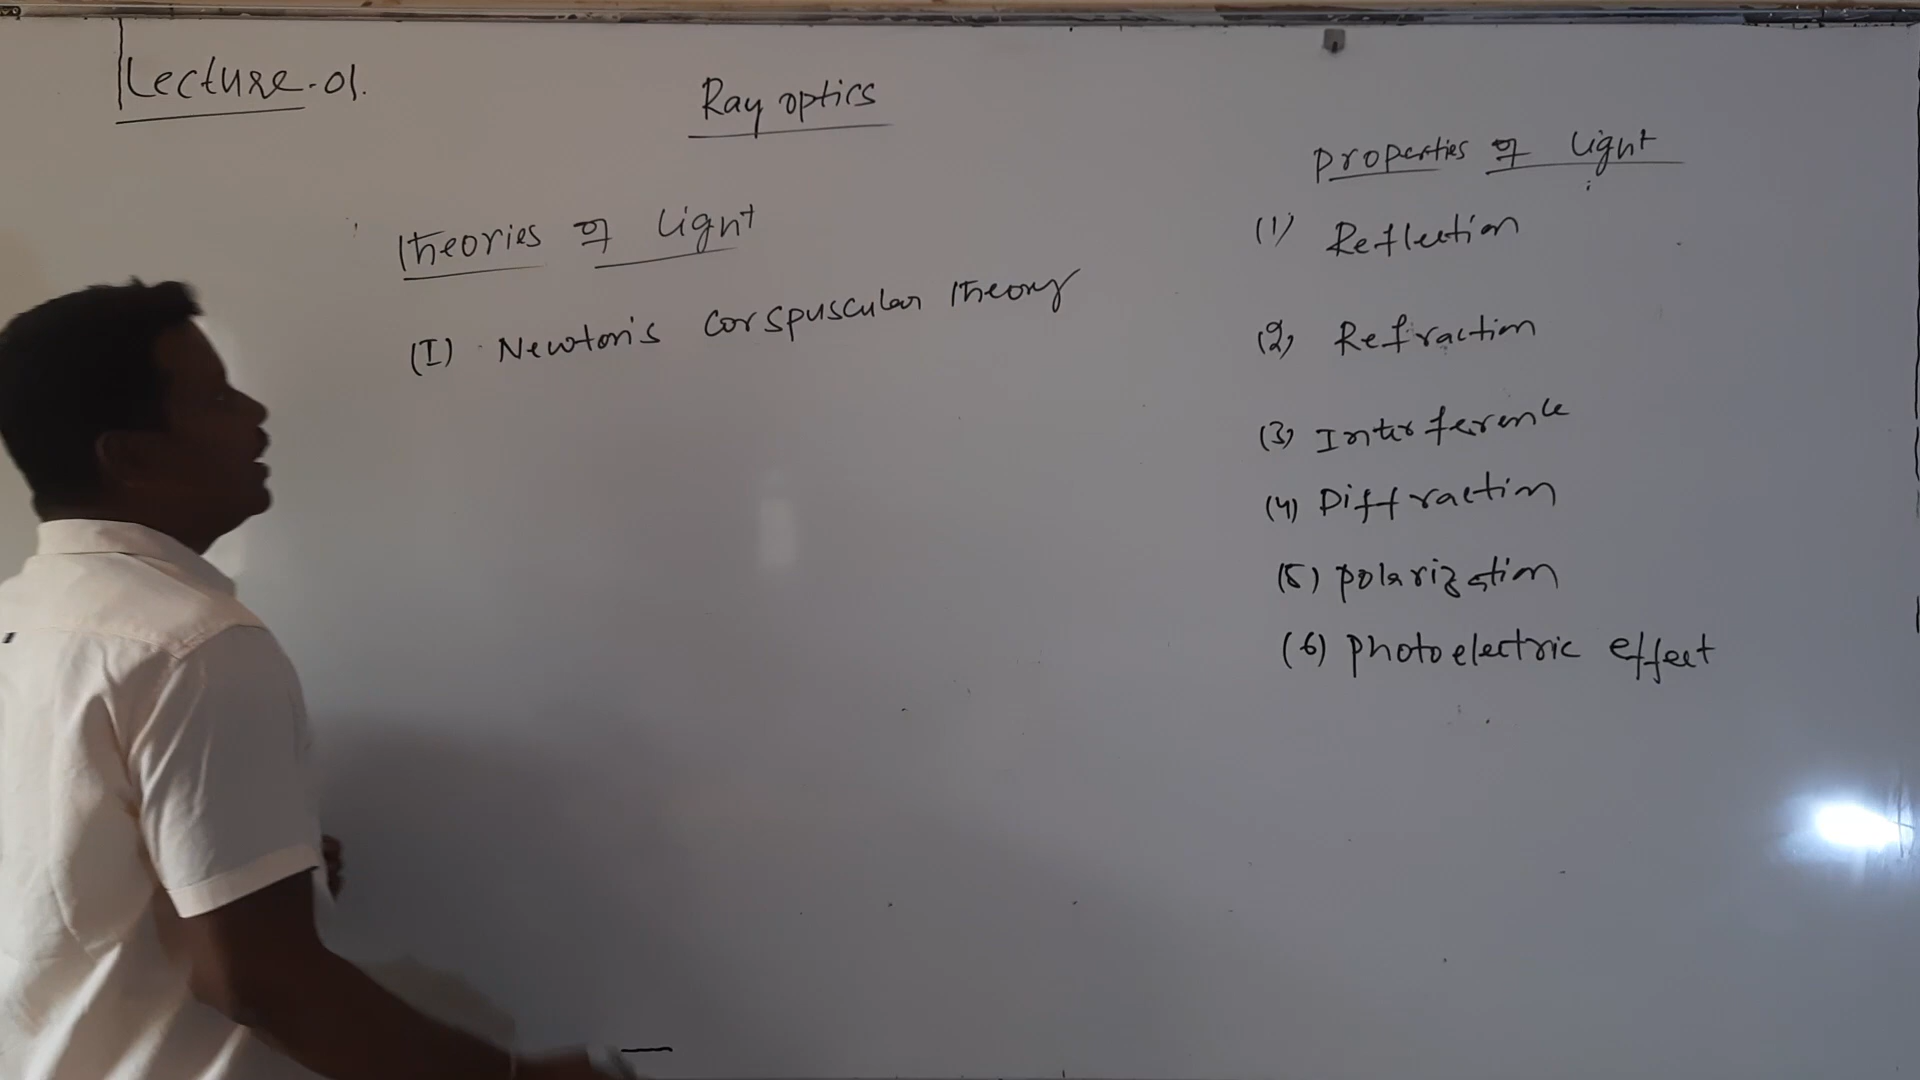 Lecture-01.
Ray optics
Theories of Light
(I) Newton's Corspuscular Theory
Properties of Light
(1) Reflection
(2) Refraction
(3) Interference
(4) Diffraction
(5) polarization
(6) photoelectric effect